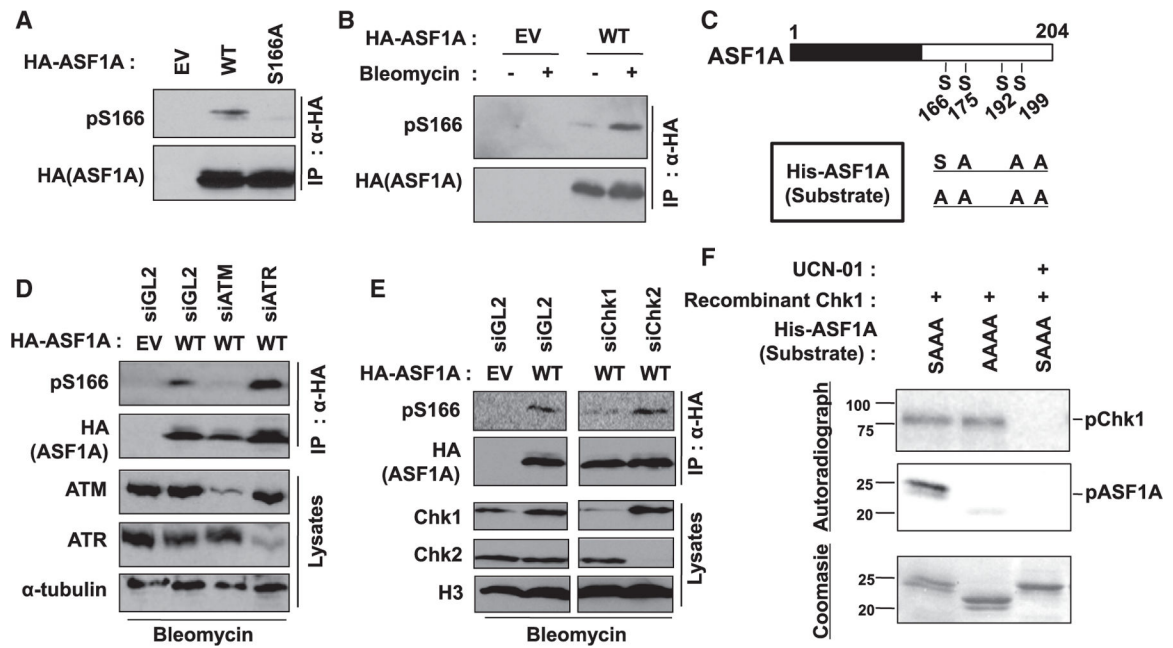 A
HA-ASF1A : EV WT S166A
pS166
HA(ASF1A)
IP : α-HA
B
HA-ASF1A : EV WT
Bleomycin : - + - +
pS166
HA(ASF1A)
IP : α-HA
C
1 204
ASF1A
S S S S
166 175 192 199
His-ASF1A
(Substrate)
S A A A
A A A A
D
siGL2 siGL2 siATM siATR
HA-ASF1A : EV WT WT WT
pS166
HA
(ASF1A)
IP : α-HA
ATM
ATR
α-tubulin
Lysates
Bleomycin
E
siGL2 siGL2 siChk1 siChk2
HA-ASF1A : EV WT WT WT
pS166
HA
(ASF1A)
IP : α-HA
Chk1
Chk2
H3
Lysates
Bleomycin
F
UCN-01 : +
Recombinant Chk1 : + + +
His-ASF1A
(Substrate) : SAAA AAAA SAAA
Autoradiograph
100
75
pChk1
25
20
pASF1A
Coomasie
25
20